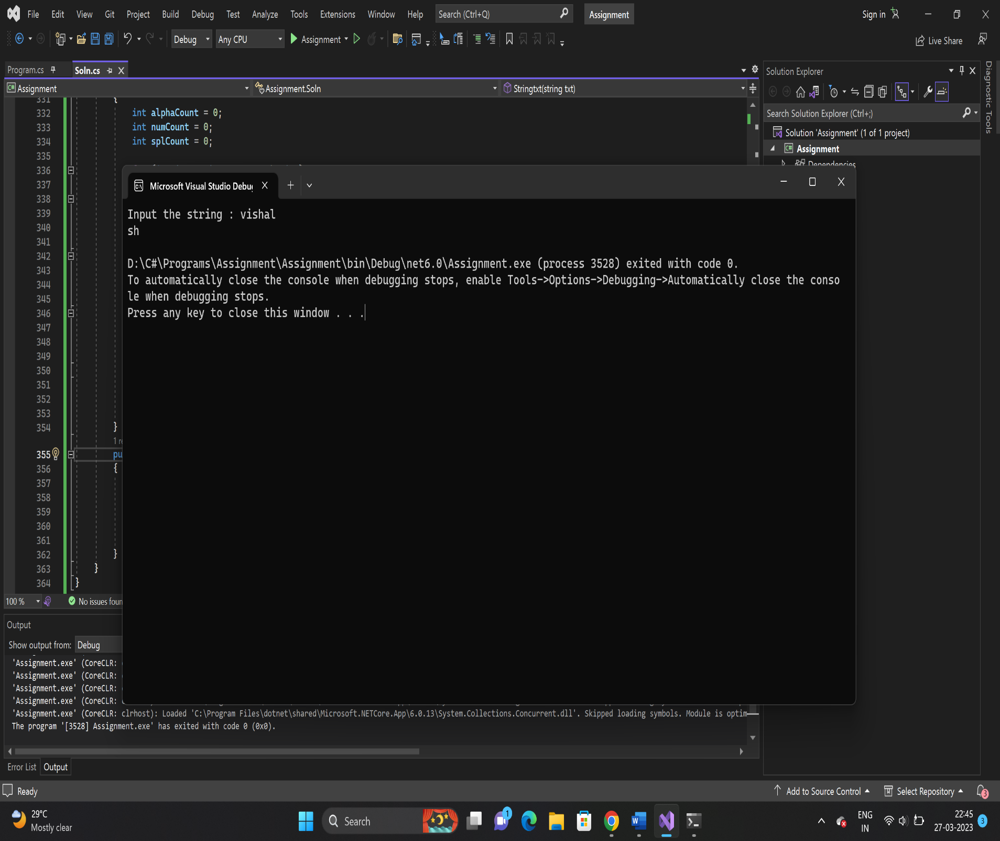 File Edit View Git Project Build Debug Test Analyze Tools Extensions Window Help Search (Ctrl+Q) Assignment Sign in
Debug Any CPU Assignment Live Share
Program.cs Soln.cs
Assignment Assignment.Soln Stringtxt(string txt)
331 {
332 int alphaCount = 0;
333 int numCount = 0;
334 int splCount = 0;
335
336
337
338
339
340
341
342
343
344
345
346
347
348
349
350
351
352
353
354 }
1 re
355 pu
356 {
357
358
359
360
361
362 }
363 }
364 }
100 % No issues foun
Solution Explorer
Search Solution Explorer (Ctrl+;)
Solution 'Assignment' (1 of 1 project)
Assignment
Dependencies
Diagnostic Tools
Microsoft Visual Studio Debug
Input the string : vishal
sh
D:\C#\Programs\Assignment\Assignment\bin\Debug\net6.0\Assignment.exe (process 3528) exited with code 0.
To automatically close the console when debugging stops, enable Tools->Options->Debugging->Automatically close the conso
le when debugging stops.
Press any key to close this window . . .
Output
Show output from: Debug
'Assignment.exe' (CoreCLR:
'Assignment.exe' (CoreCLR:
'Assignment.exe' (CoreCLR:
'Assignment.exe' (CoreCLR:
'Assignment.exe' (CoreCLR: clrhost): Loaded 'C:\Program Files\dotnet\shared\Microsoft.NETCore.App\6.0.13\System.Collections.Concurrent.dll'. Skipped loading symbols. Module is optim
The program '[3528] Assignment.exe' has exited with code 0 (0x0).
Error List Output
Ready Add to Source Control Select Repository 3
29°C
Mostly clear
Search
1
ENG
IN
22:45
27-03-2023
3